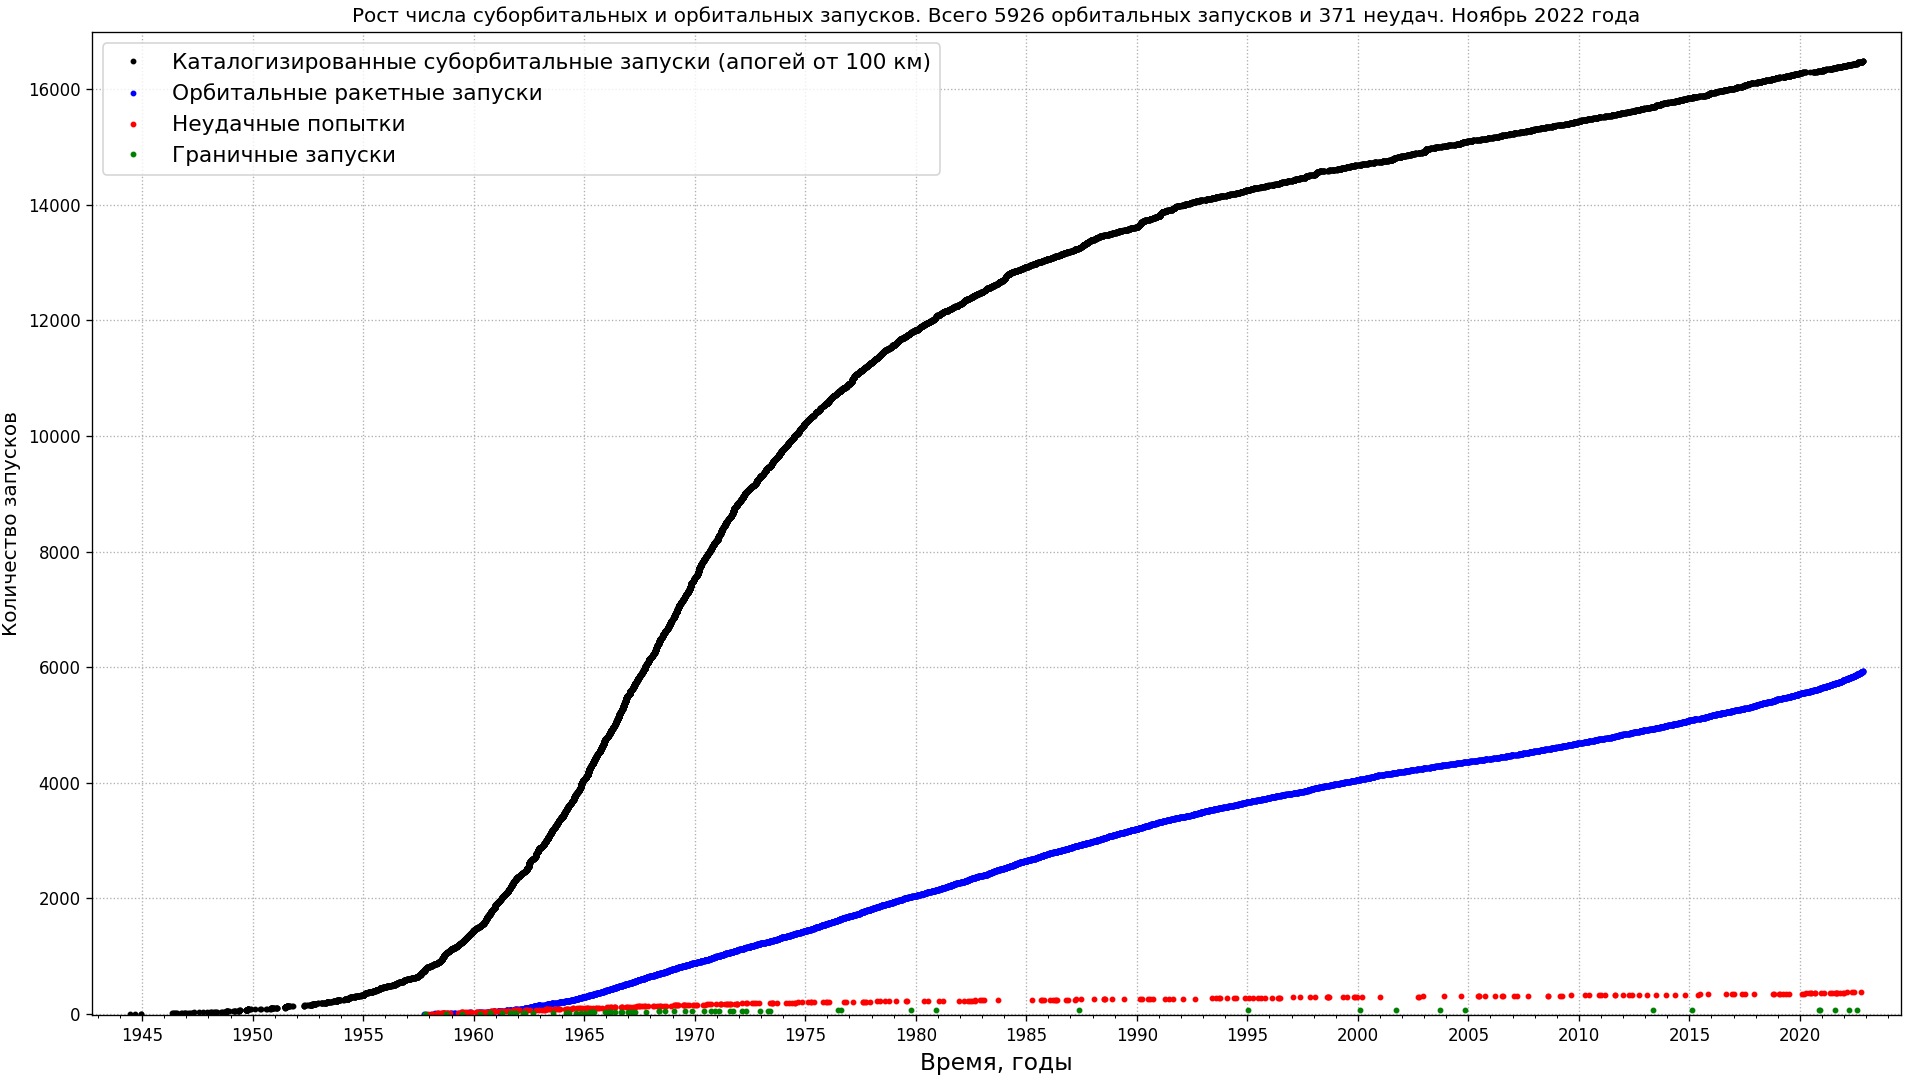 Рост числа суборбитальных и орбитальных запусков. Всего 5926 орбитальных запусков и 371 неудач. Ноябрь 2022 года
Каталогизированные суборбитальные запуски (апогей от 100 км)
Орбитальные ракетные запуски
Неудачные попытки
Граничные запуски
Количество запусков
16000
14000
12000
10000
8000
6000
4000
2000
0
1945 1950 1955 1960 1965 1970 1975 1980 1985 1990 1995 2000 2005 2010 2015 2020
Время, годы